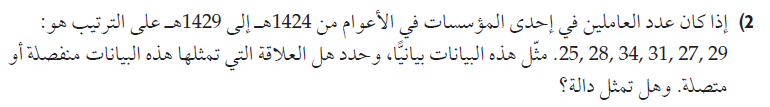 2) إذا كان عدد العاملين في إحدى المؤسسات في الأعوام من 1424هـ إلى 1429هـ على الترتيب هو:
25, 28, 34, 31, 27, 29. مثّل هذه البيانات بيانيًّا، وحدد هل العلاقة التي تمثلها هذه البيانات منفصلة أو
متصلة. وهل تمثل دالة؟